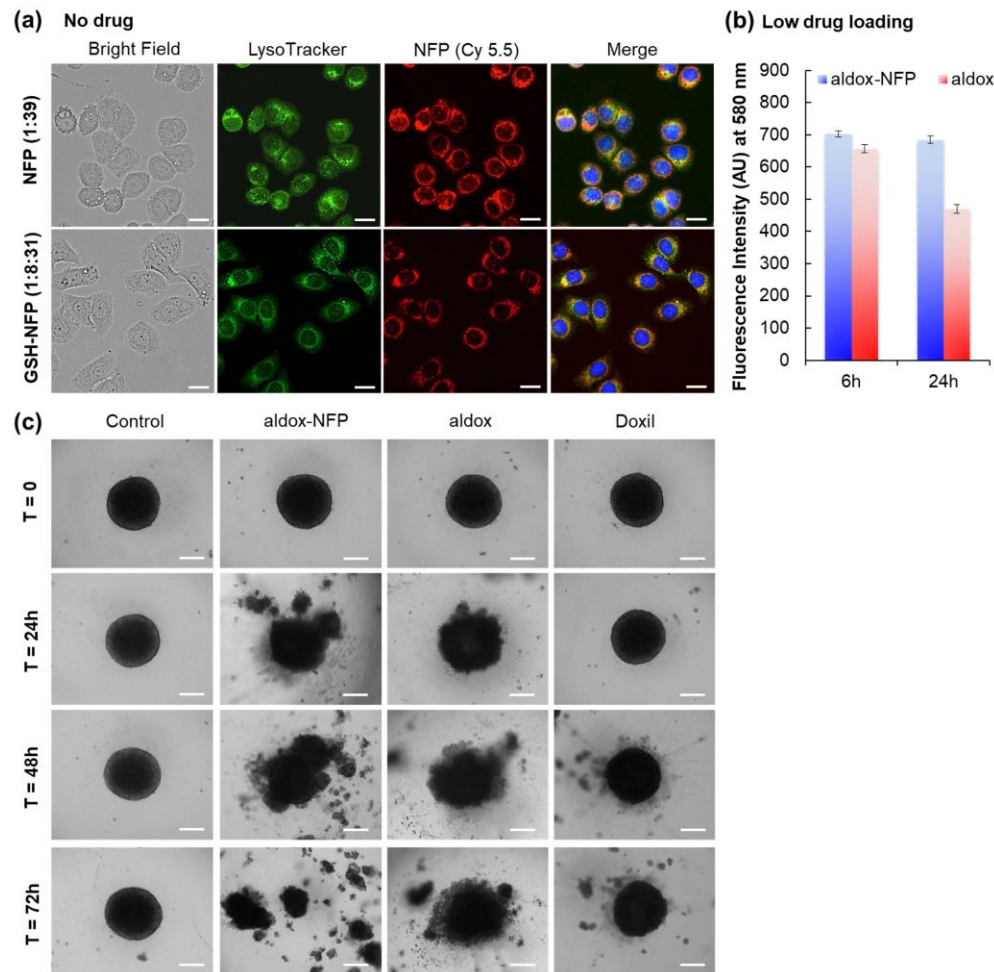 (a) No drug
Bright Field LysoTracker NFP (Cy 5.5) Merge
NFP (1:39)
GSH-NFP (1:8:31)
(b) Low drug loading
aldox-NFP aldox
Fluorescence Intensity (AU) at 580 nm
900
800
700
600
500
400
300
200
100
0
6h 24h
(c)
Control aldox-NFP aldox Doxil
T = 0
T = 24h
T = 48h
T = 72h